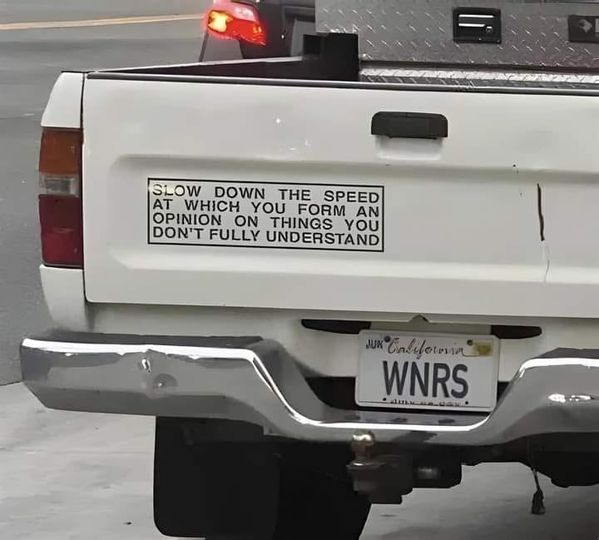 SLOW DOWN THE SPEED
AT WHICH YOU FORM AN
OPINION ON THINGS YOU
DON'T FULLY UNDERSTAND
JUN California
WNRS